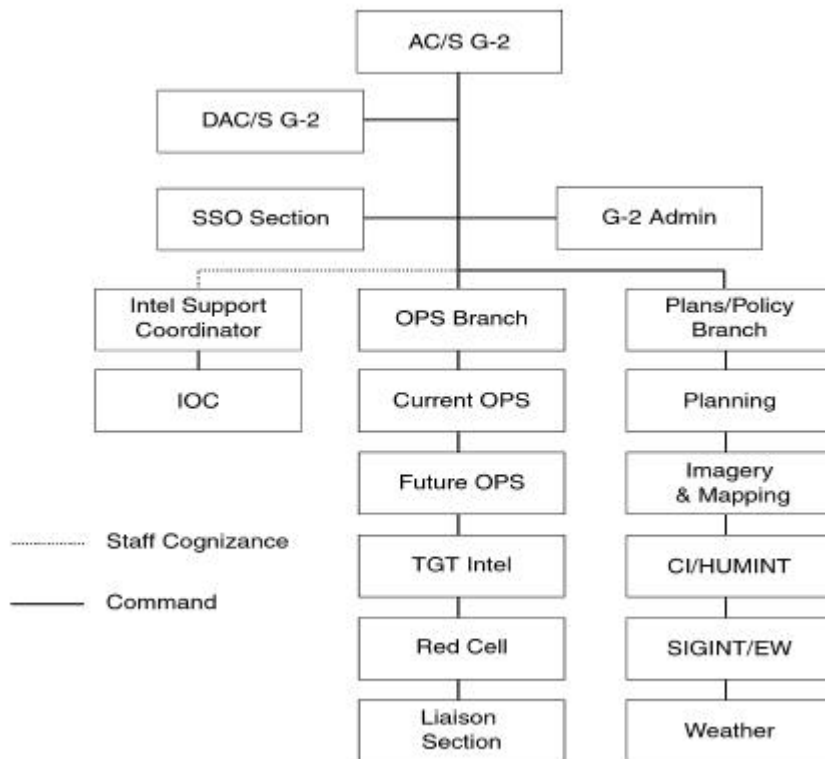 AC/S G-2
DAC/S G-2
SSO Section
G-2 Admin
Intel Support
Coordinator
OPS Branch
Plans/Policy
Branch
IOC
Current OPS
Planning
Future OPS
Imagery
& Mapping
Staff Cognizance
TGT Intel
CI/HUMINT
Command
Red Cell
SIGINT/EW
Liaison
Section
Weather